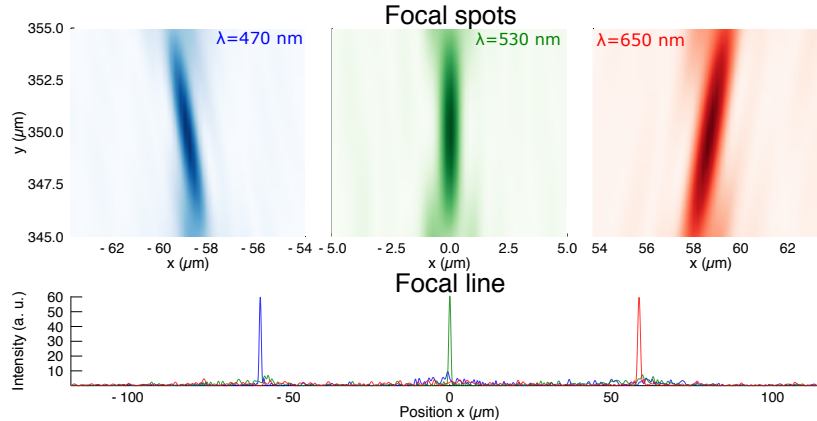 Focal spots
λ=470 nm
λ=530 nm
λ=650 nm
y (μm)
355.0
352.5
350.0
347.5
345.0
- 62 - 60 - 58 - 56 - 54
- 5.0 - 2.5 0.0 2.5 5.0
54 56 58 60 62
x (μm) x (μm) x (μm)
Focal line
Intensity (a. u.)
60
50
40
30
20
10
- 100 - 50 0 50 100
Position x (μm)